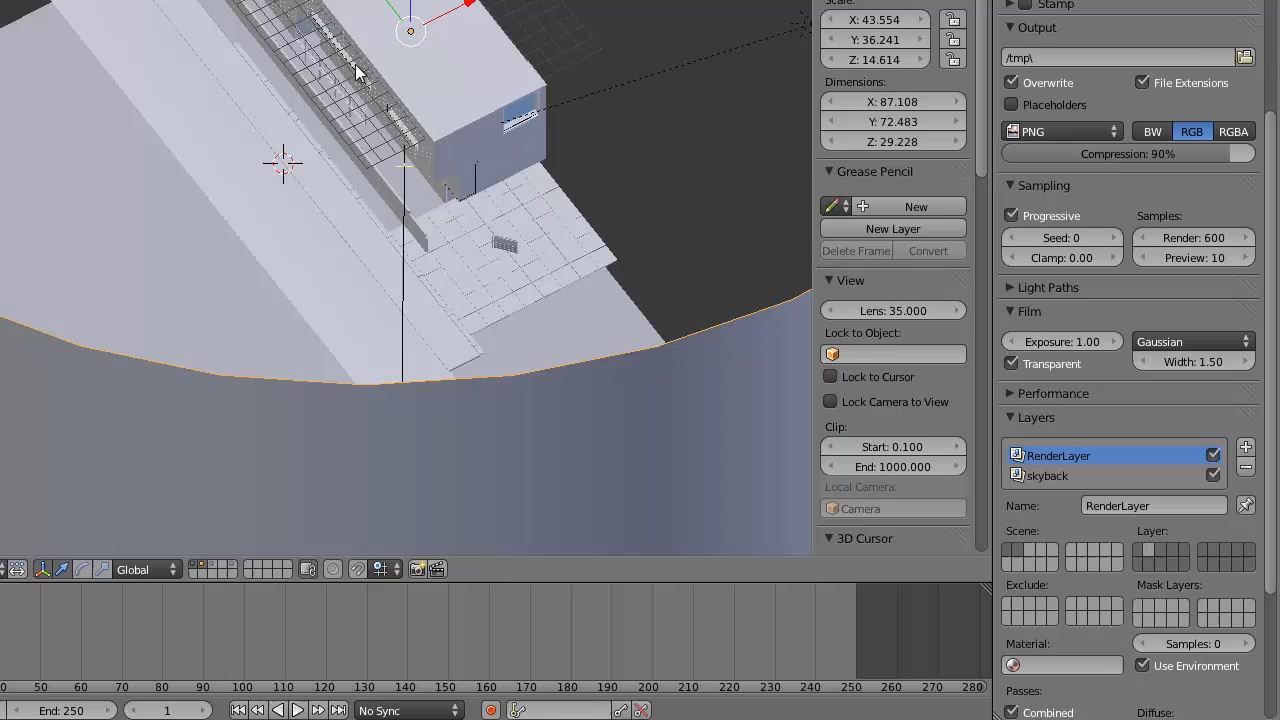 Scale:
X: 43.554
Y: 36.241
Z: 14.614
Dimensions:
X: 87.108
Y: 72.483
Z: 29.228
Grease Pencil
New
New Layer
Delete Frame
Convert
View
Lens: 35.000
Lock to Object:
Lock to Cursor
Lock Camera to View
Clip:
Start: 0.100
End: 1000.000
Local Camera:
Camera
3D Cursor
Stamp
Output
/tmp\
Overwrite
File Extensions
Placeholders
PNG
BW
RGB
RGBA
Compression: 90%
Sampling
Progressive
Samples:
Seed: 0
Render: 600
Clamp: 0.00
Preview: 10
Light Paths
Film
Exposure: 1.00
Gaussian
Transparent
Width: 1.50
Performance
Layers
RenderLayer
skyback
Name:
RenderLayer
Scene:
Layer:
Exclude:
Mask Layers:
Material:
Samples: 0
Use Environment
Passes:
Combined
Diffuse:
Global
0 50 60 70 80 90 100 110 120 130 140 150 160 170 180 190 200 210 220 230 240 250 260 270 280
End: 250
1
No Sync